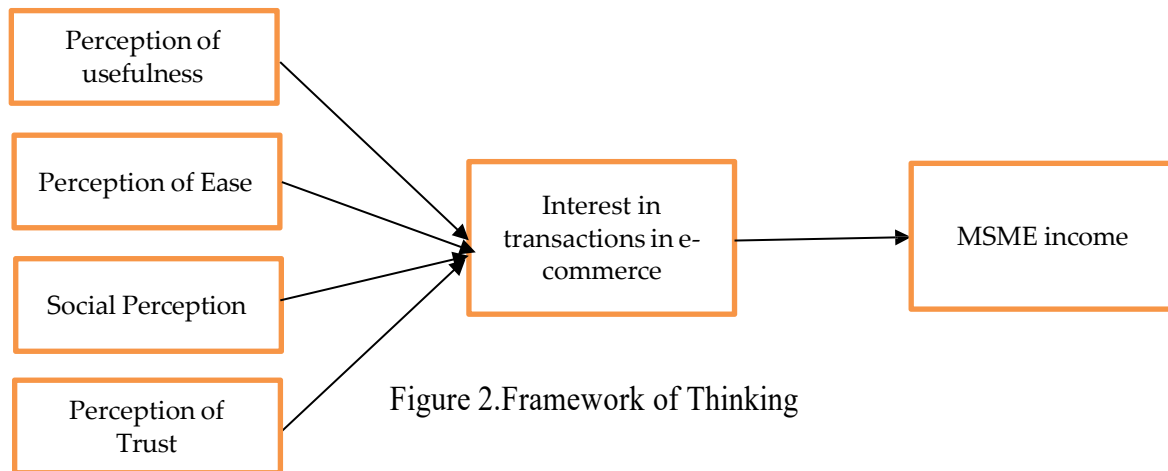 Perception of
usefulness
Perception of Ease
Social Perception
Perception of
Trust
Interest in
transactions in e-
commerce
MSME income
Figure 2.Framework of Thinking